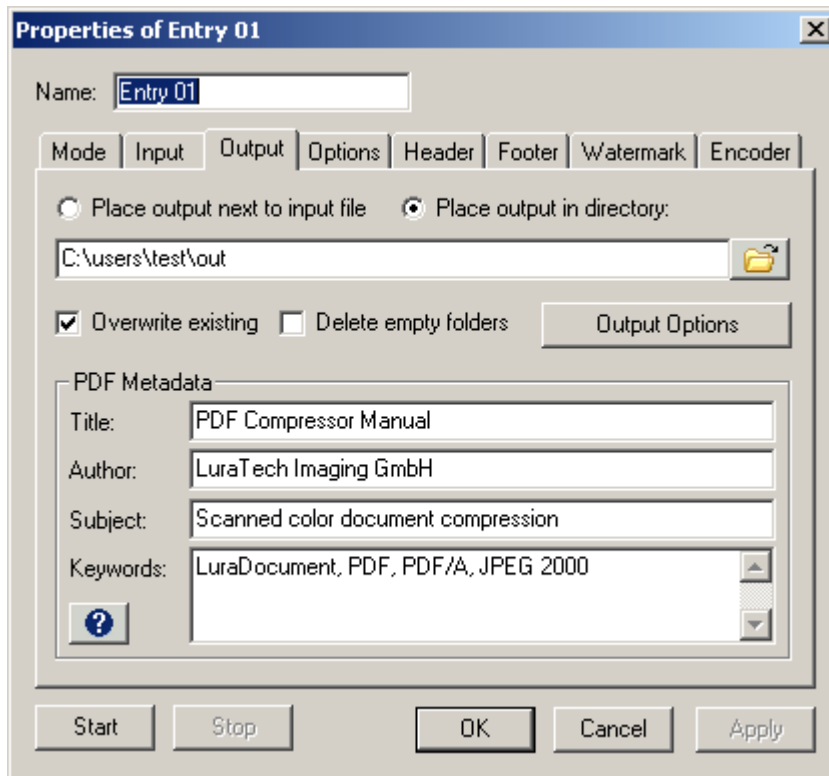 Properties of Entry 01
Name: Entry 01
Mode Input Output Options Header Footer Watermark Encoder
Place output next to input file Place output in directory:
C:\users\test\out
Overwrite existing Delete empty folders Output Options
PDF Metadata
Title: PDF Compressor Manual
Author: LuraTech Imaging GmbH
Subject: Scanned color document compression
Keywords: LuraDocument, PDF, PDF/A, JPEG 2000
?
Start Stop OK Cancel Apply